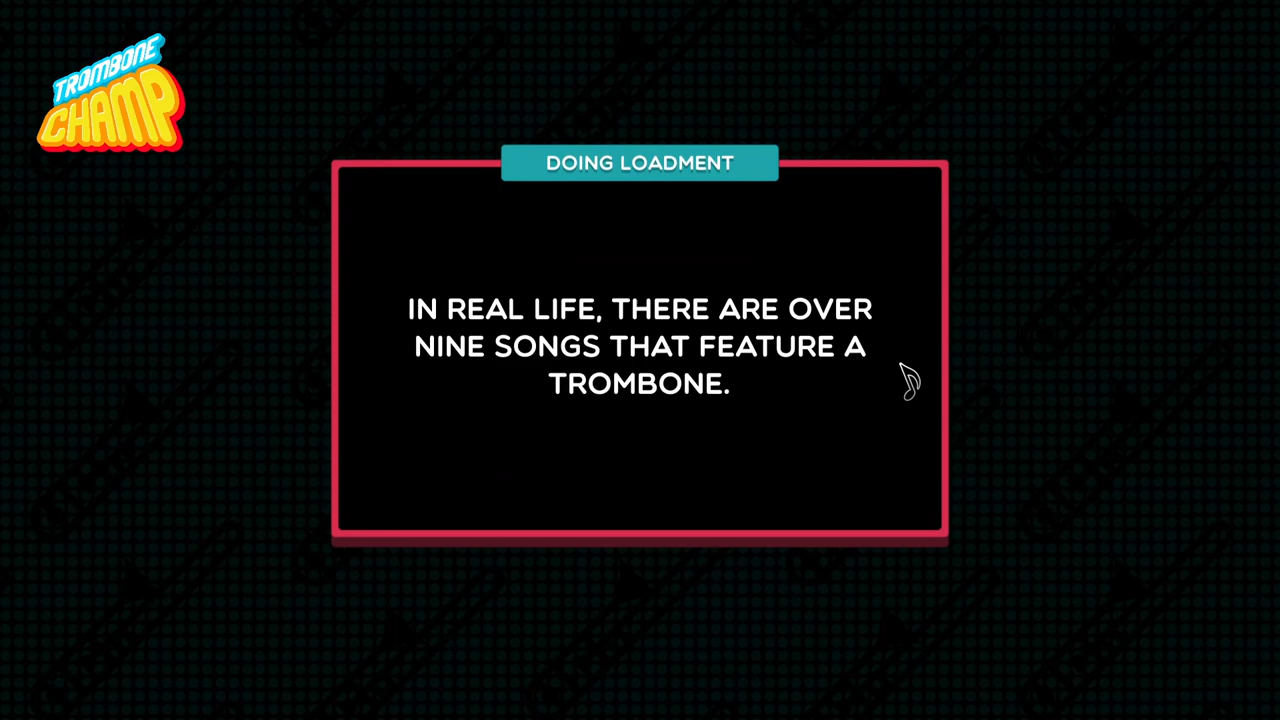 TROMBONE
CHAMP
DOING LOADMENT
IN REAL LIFE, THERE ARE OVER
NINE SONGS THAT FEATURE A
TROMBONE.